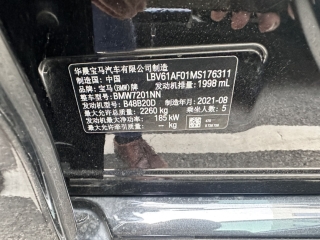 华晨宝马汽车有限公司制造
制造国：中国 LBV61AF01MS176311
品牌：宝马(BMW)牌 发动机排量：1998 mL
整车型号：BMW7201NN
发动机型号：B48B20D 制造年月：2021-08
最大允许总质量：2260 kg 乘坐人数：5
发动机最大净功率：185 kW
最大允许牵引质量：-- kg